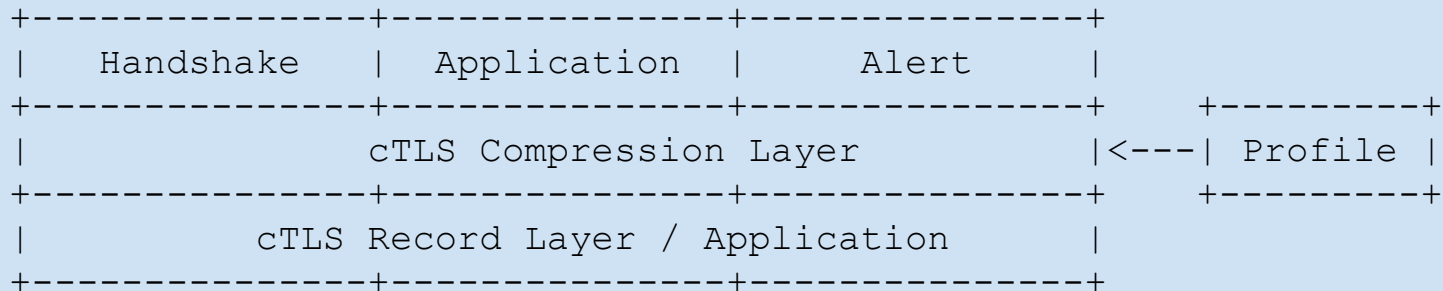 +---------------+---------------+---------------+
|   Handshake   |  Application  |     Alert     |
+---------------+---------------+---------------+    +---------+
|               cTLS Compression Layer          |<---| Profile |
+---------------+---------------+---------------+    +---------+
|          cTLS Record Layer / Application      |
+---------------+---------------+---------------+